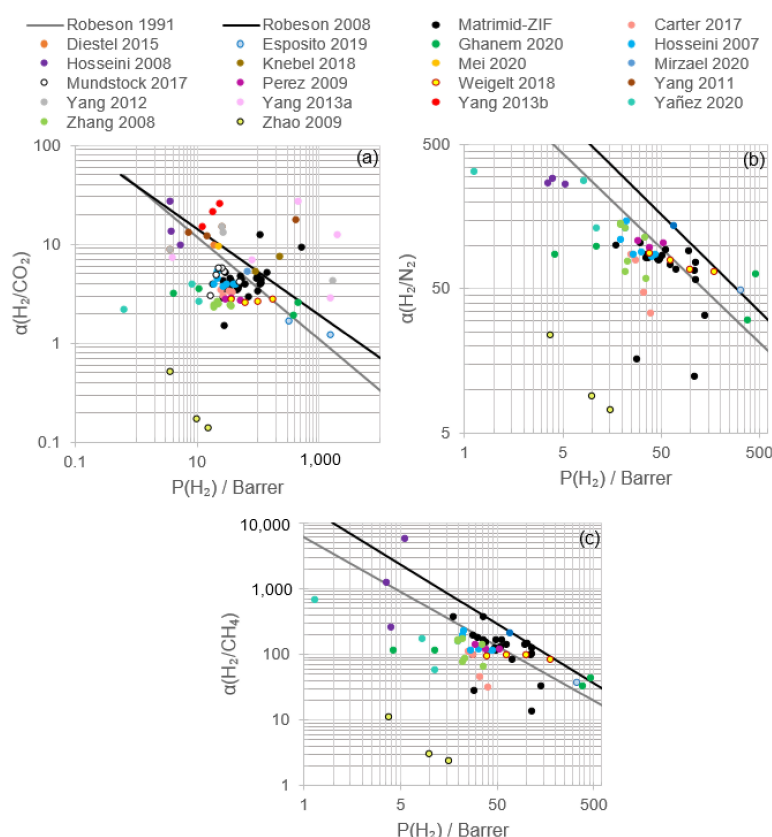 Robeson 1991 Robeson 2008 Matrimid-ZIF Carter 2017
Diestel 2015 Esposito 2019 Ghanem 2020 Hosseini 2007
Hosseini 2008 Knebel 2018 Mei 2020 Mirzael 2020
Mundstock 2017 Perez 2009 Weigelt 2018 Yang 2011
Yang 2012 Yang 2013a Yang 2013b Yañez 2020
Zhang 2008 Zhao 2009
100
(a)
10
1
0.1
α(H₂/CO₂)
0.1 10 1,000
P(H₂) / Barrer
500
(b)
50
5
α(H₂/N₂)
1 5 50 500
P(H₂) / Barrer
10,000
(c)
1,000
100
10
1
α(H₂/CH₄)
1 5 50 500
P(H₂) / Barrer